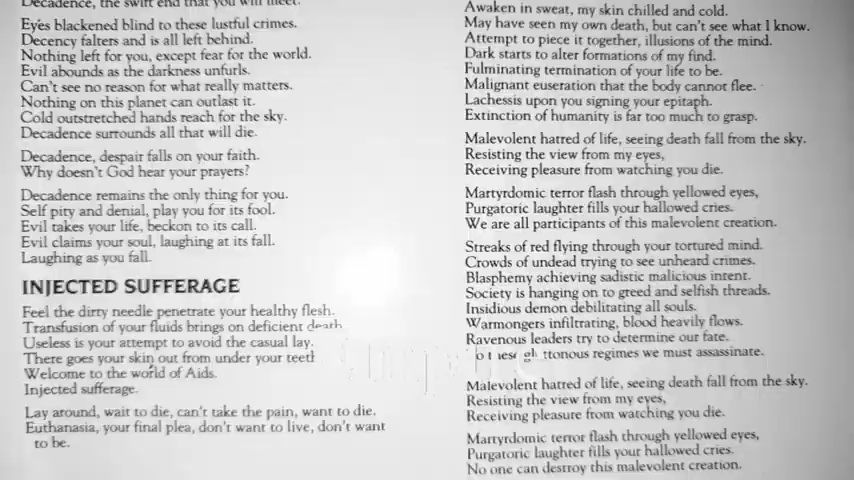 Decadence, the swift end that you will meet.
Eyes blackened blind to these lustful crimes.
Decency falters and is all left behind.
Nothing left for you, except fear for the world.
Evil abounds as the darkness unfurls.
Can't see no reason for what really matters.
Nothing on this planet can outlast it.
Cold outstretched hands reach for the sky.
Decadence surrounds all that will die.
Decadence, despair falls on your faith.
Why doesn't God hear your prayers?
Decadence remains the only thing for you.
Self pity and denial, play you for its fool.
Evil takes your life, beckon to its call.
Evil claims your soul, laughing at its fall.
Laughing as you fall.
INJECTED SUFFERAGE
Feel the dirty needle penetrate your healthy flesh.
Transfusion of your fluids brings on deficient death.
Useless is your attempt to avoid the casual lay.
There goes your skin out from under your teeth
Welcome to the world of Aids.
Injected sufferage.
Lay around, wait to die, can't take the pain, want to die.
Euthanasia, your final plea, don't want to live, don't want
to be.
Awaken in sweat, my skin chilled and cold.
May have seen my own death, but can't see what I know.
Attempt to piece it together, illusions of the mind.
Dark starts to alter formations of my find.
Fulminating termination of your life to be.
Malignant euseration that the body cannot flee.
Lachessis upon you signing your epitaph.
Extinction of humanity is far too much to grasp.
Malevolent hatred of life, seeing death fall from the sky.
Resisting the view from my eyes,
Receiving pleasure from watching you die.
Martyrdomic terror flash through yellowed eyes,
Purgatoric laughter fills your hallowed cries.
We are all participants of this malevolent creation.
Streaks of red flying through your tortured mind.
Crowds of undead trying to see unheard crimes.
Blasphemy achieving sadistic malicious intent.
Society is hanging on to greed and selfish threads.
Insidious demon debilitating all souls.
Warmongers infiltrating, blood heavily flows.
Ravenous leaders try to determine our fate.
regimes we must assassinate.
Malevolent hatred of life, seeing death fall from the sky.
Resisting the view from my eyes,
Receiving pleasure from watching you die.
Martyrdomic terror flash through yellowed eyes,
Purgatoric laughter fills your hallowed cries.
No one can destroy this malevolent creation.